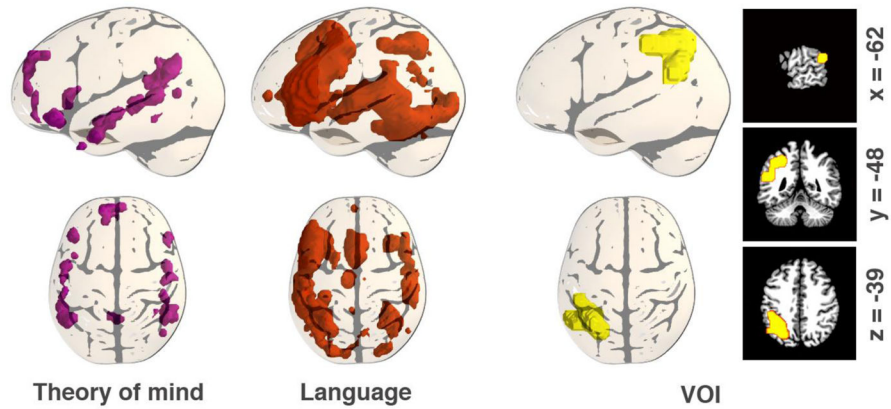 x = -62
y = -48
z = -39
Theory of mind
Language
VOI